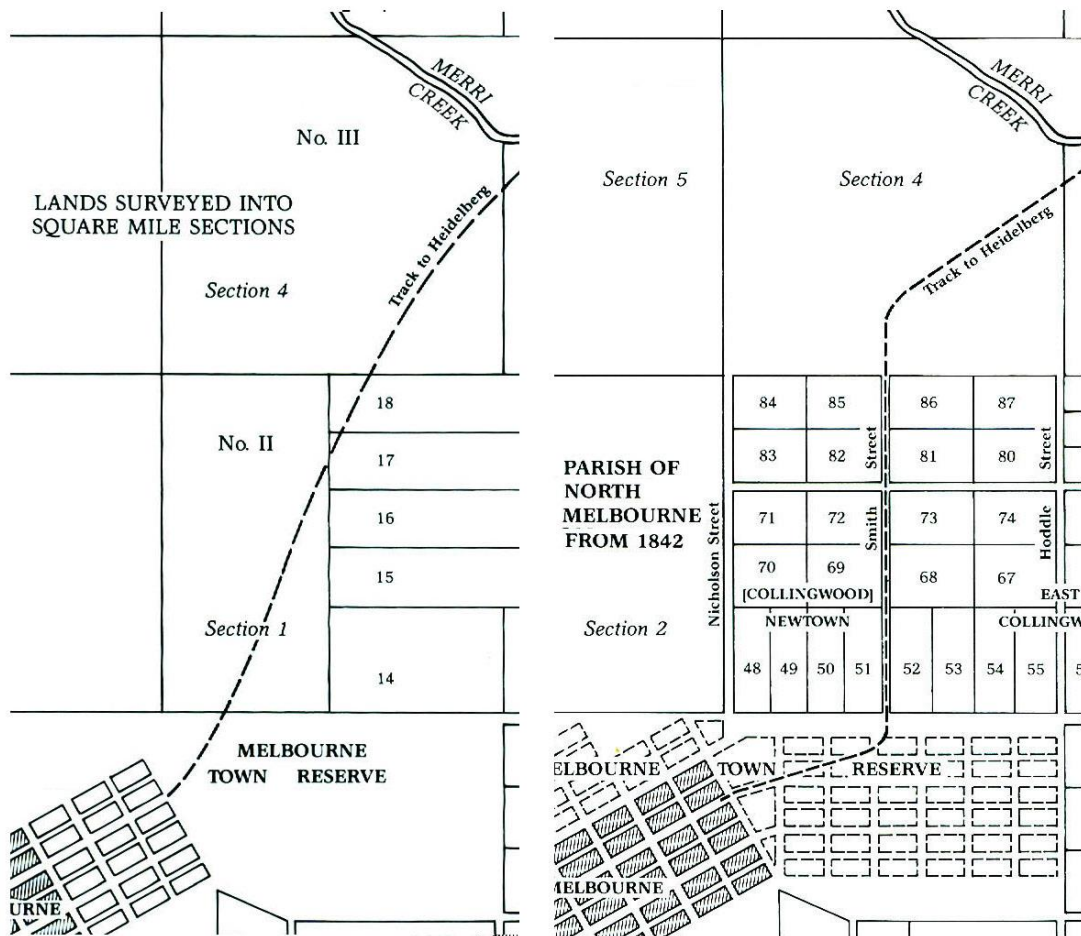 MERRI
CREEK
No. III
LANDS SURVEYED INTO
SQUARE MILE SECTIONS
Track to Heidelberg
Section 4
18
No. II
17
16
15
Section 1
14
MELBOURNE
TOWN RESERVE
URNE
MERRI
CREEK
Section 5
Section 4
Track to Heidelberg
84
85
86
87
83
82
Street
81
80
Street
PARISH OF
NORTH
MELBOURNE
FROM 1842
71
72
73
74
Nicholson Street
Smith
Hoddle
70
69
68
67
[COLLINGWOOD]
EAST
NEWTOWN
COLLINGW
Section 2
48
49
50
51
52
53
54
55
ELBOURNE TOWN RESERVE
MELBOURNE